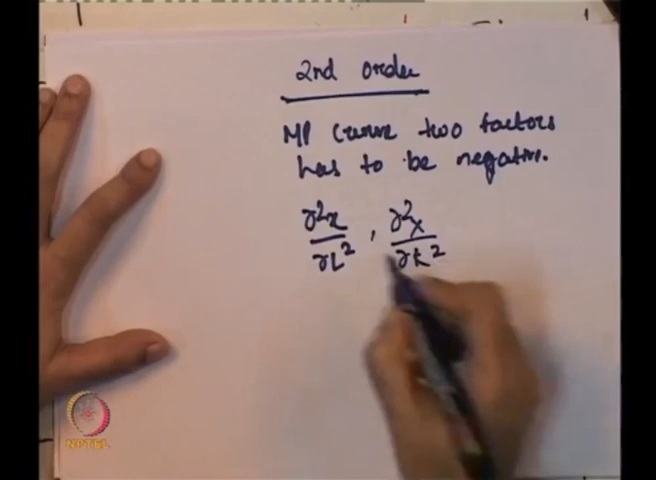 2nd order
MP curve two factors
has to be negative.
∂²x/∂L² , ∂²x/∂K²
NPTEL